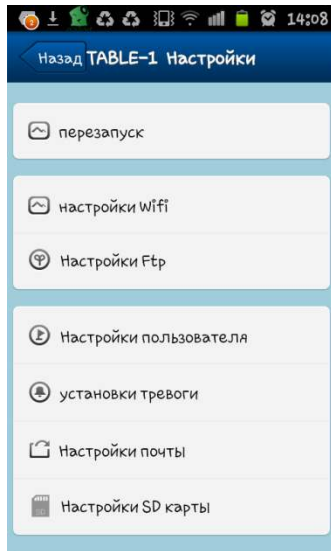 14:08
Назад TABLE-1 Настройки
перезапуск
настройки Wifi
Настройки Ftp
Настройки пользователя
установки тревоги
Настройки почты
Настройки SD карты